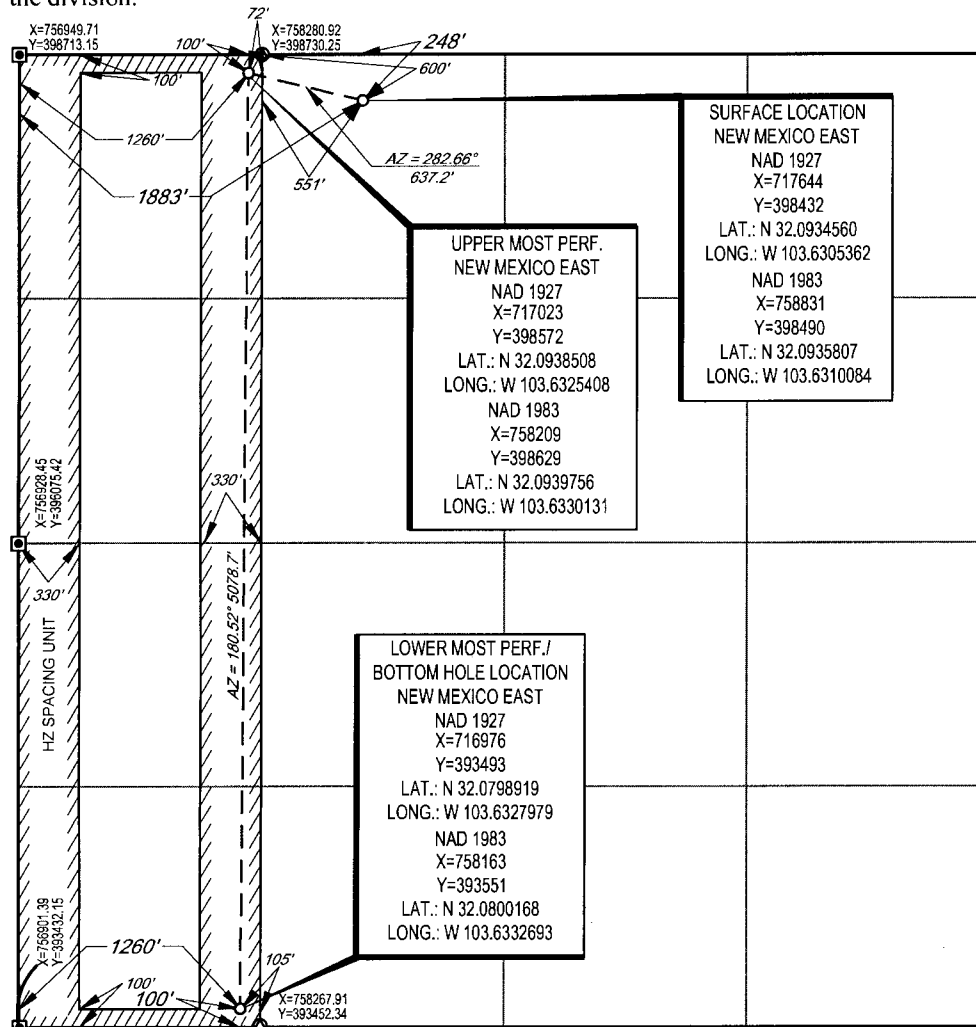 the division.
72'
X=756949.71
Y=398713.15
100'
X=758280.92
Y=398730.25
248'
600'
100'
1260'
AZ = 282.66°
637.2'
551'
1883'
SURFACE LOCATION
NEW MEXICO EAST
NAD 1927
X=717644
Y=398432
LAT.: N 32.0934560
LONG.: W 103.6305362
NAD 1983
X=758831
Y=398490
LAT.: N 32.0935807
LONG.: W 103.6310084
UPPER MOST PERF.
NEW MEXICO EAST
NAD 1927
X=717023
Y=398572
LAT.: N 32.0938508
LONG.: W 103.6325408
NAD 1983
X=758209
Y=398629
LAT.: N 32.0939756
LONG.: W 103.6330131
X=756928.45
Y=396075.42
330'
330'
HZ SPACING UNIT
AZ = 180.52° 5078.7'
LOWER MOST PERF./
BOTTOM HOLE LOCATION
NEW MEXICO EAST
NAD 1927
X=716976
Y=393493
LAT.: N 32.0798919
LONG.: W 103.6327979
NAD 1983
X=758163
Y=393551
LAT.: N 32.0800168
LONG.: W 103.6332693
X=756901.39
Y=393432.15
1260'
105'
100'
100'
X=758267.91
Y=393452.34